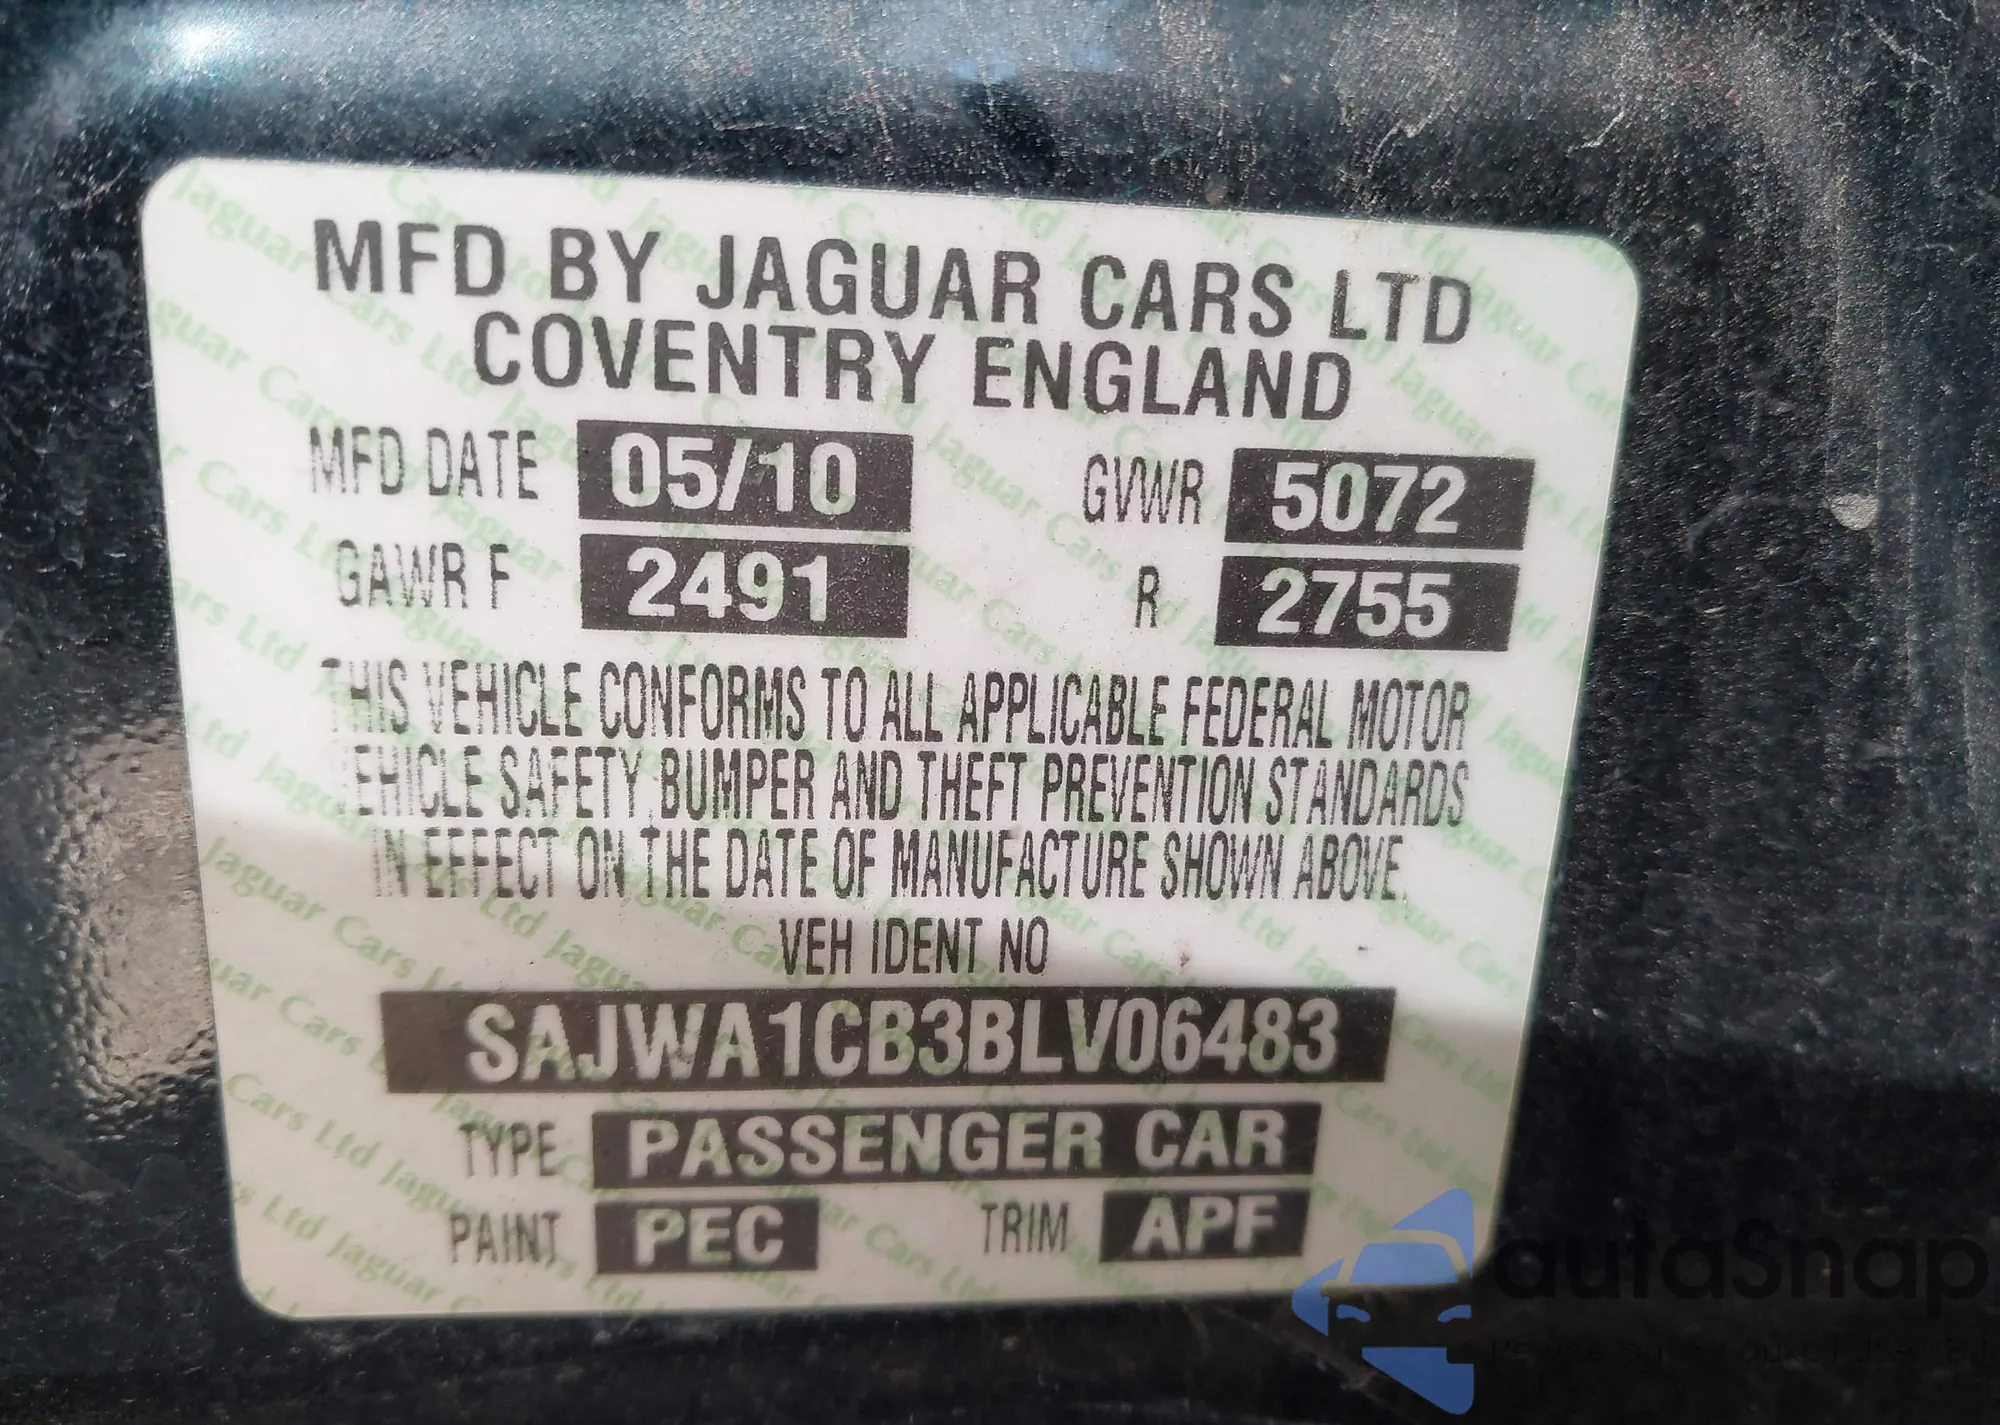 MFD BY JAGUAR CARS LTD
COVENTRY ENGLAND
MFD DATE 05/10 GVWR 5072
GAWR F 2491 R 2755
THIS VEHICLE CONFORMS TO ALL APPLICABLE FEDERAL MOTOR
VEHICLE SAFETY, BUMPER AND THEFT PREVENTION STANDARDS
IN EFFECT ON THE DATE OF MANUFACTURE SHOWN ABOVE.
VEH IDENT NO
SAJWA1CB3BLV06483
TYPE PASSENGER CAR
PAINT PEC TRIM APF
autaSnap